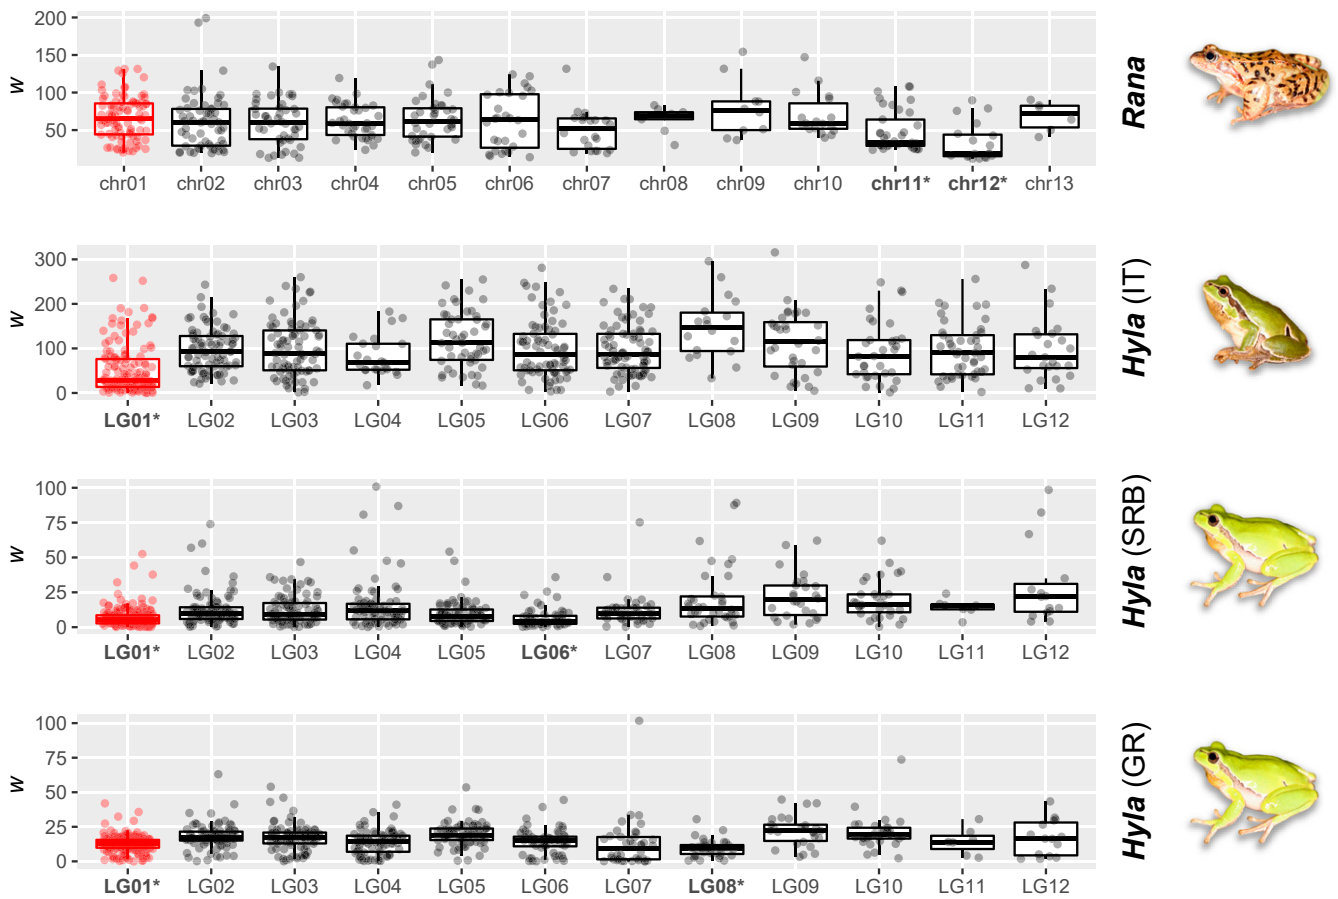 200
150
100
50
w
chr01 chr02 chr03 chr04 chr05 chr06 chr07 chr08 chr09 chr10 chr11* chr12* chr13
Rana
300
200
100
0
w
LG01* LG02 LG03 LG04 LG05 LG06 LG07 LG08 LG09 LG10 LG11 LG12
Hyla (IT)
100
75
50
25
0
w
LG01* LG02 LG03 LG04 LG05 LG06* LG07 LG08 LG09 LG10 LG11 LG12
Hyla (SRB)
100
75
50
25
0
w
LG01* LG02 LG03 LG04 LG05 LG06 LG07 LG08* LG09 LG10 LG11 LG12
Hyla (GR)